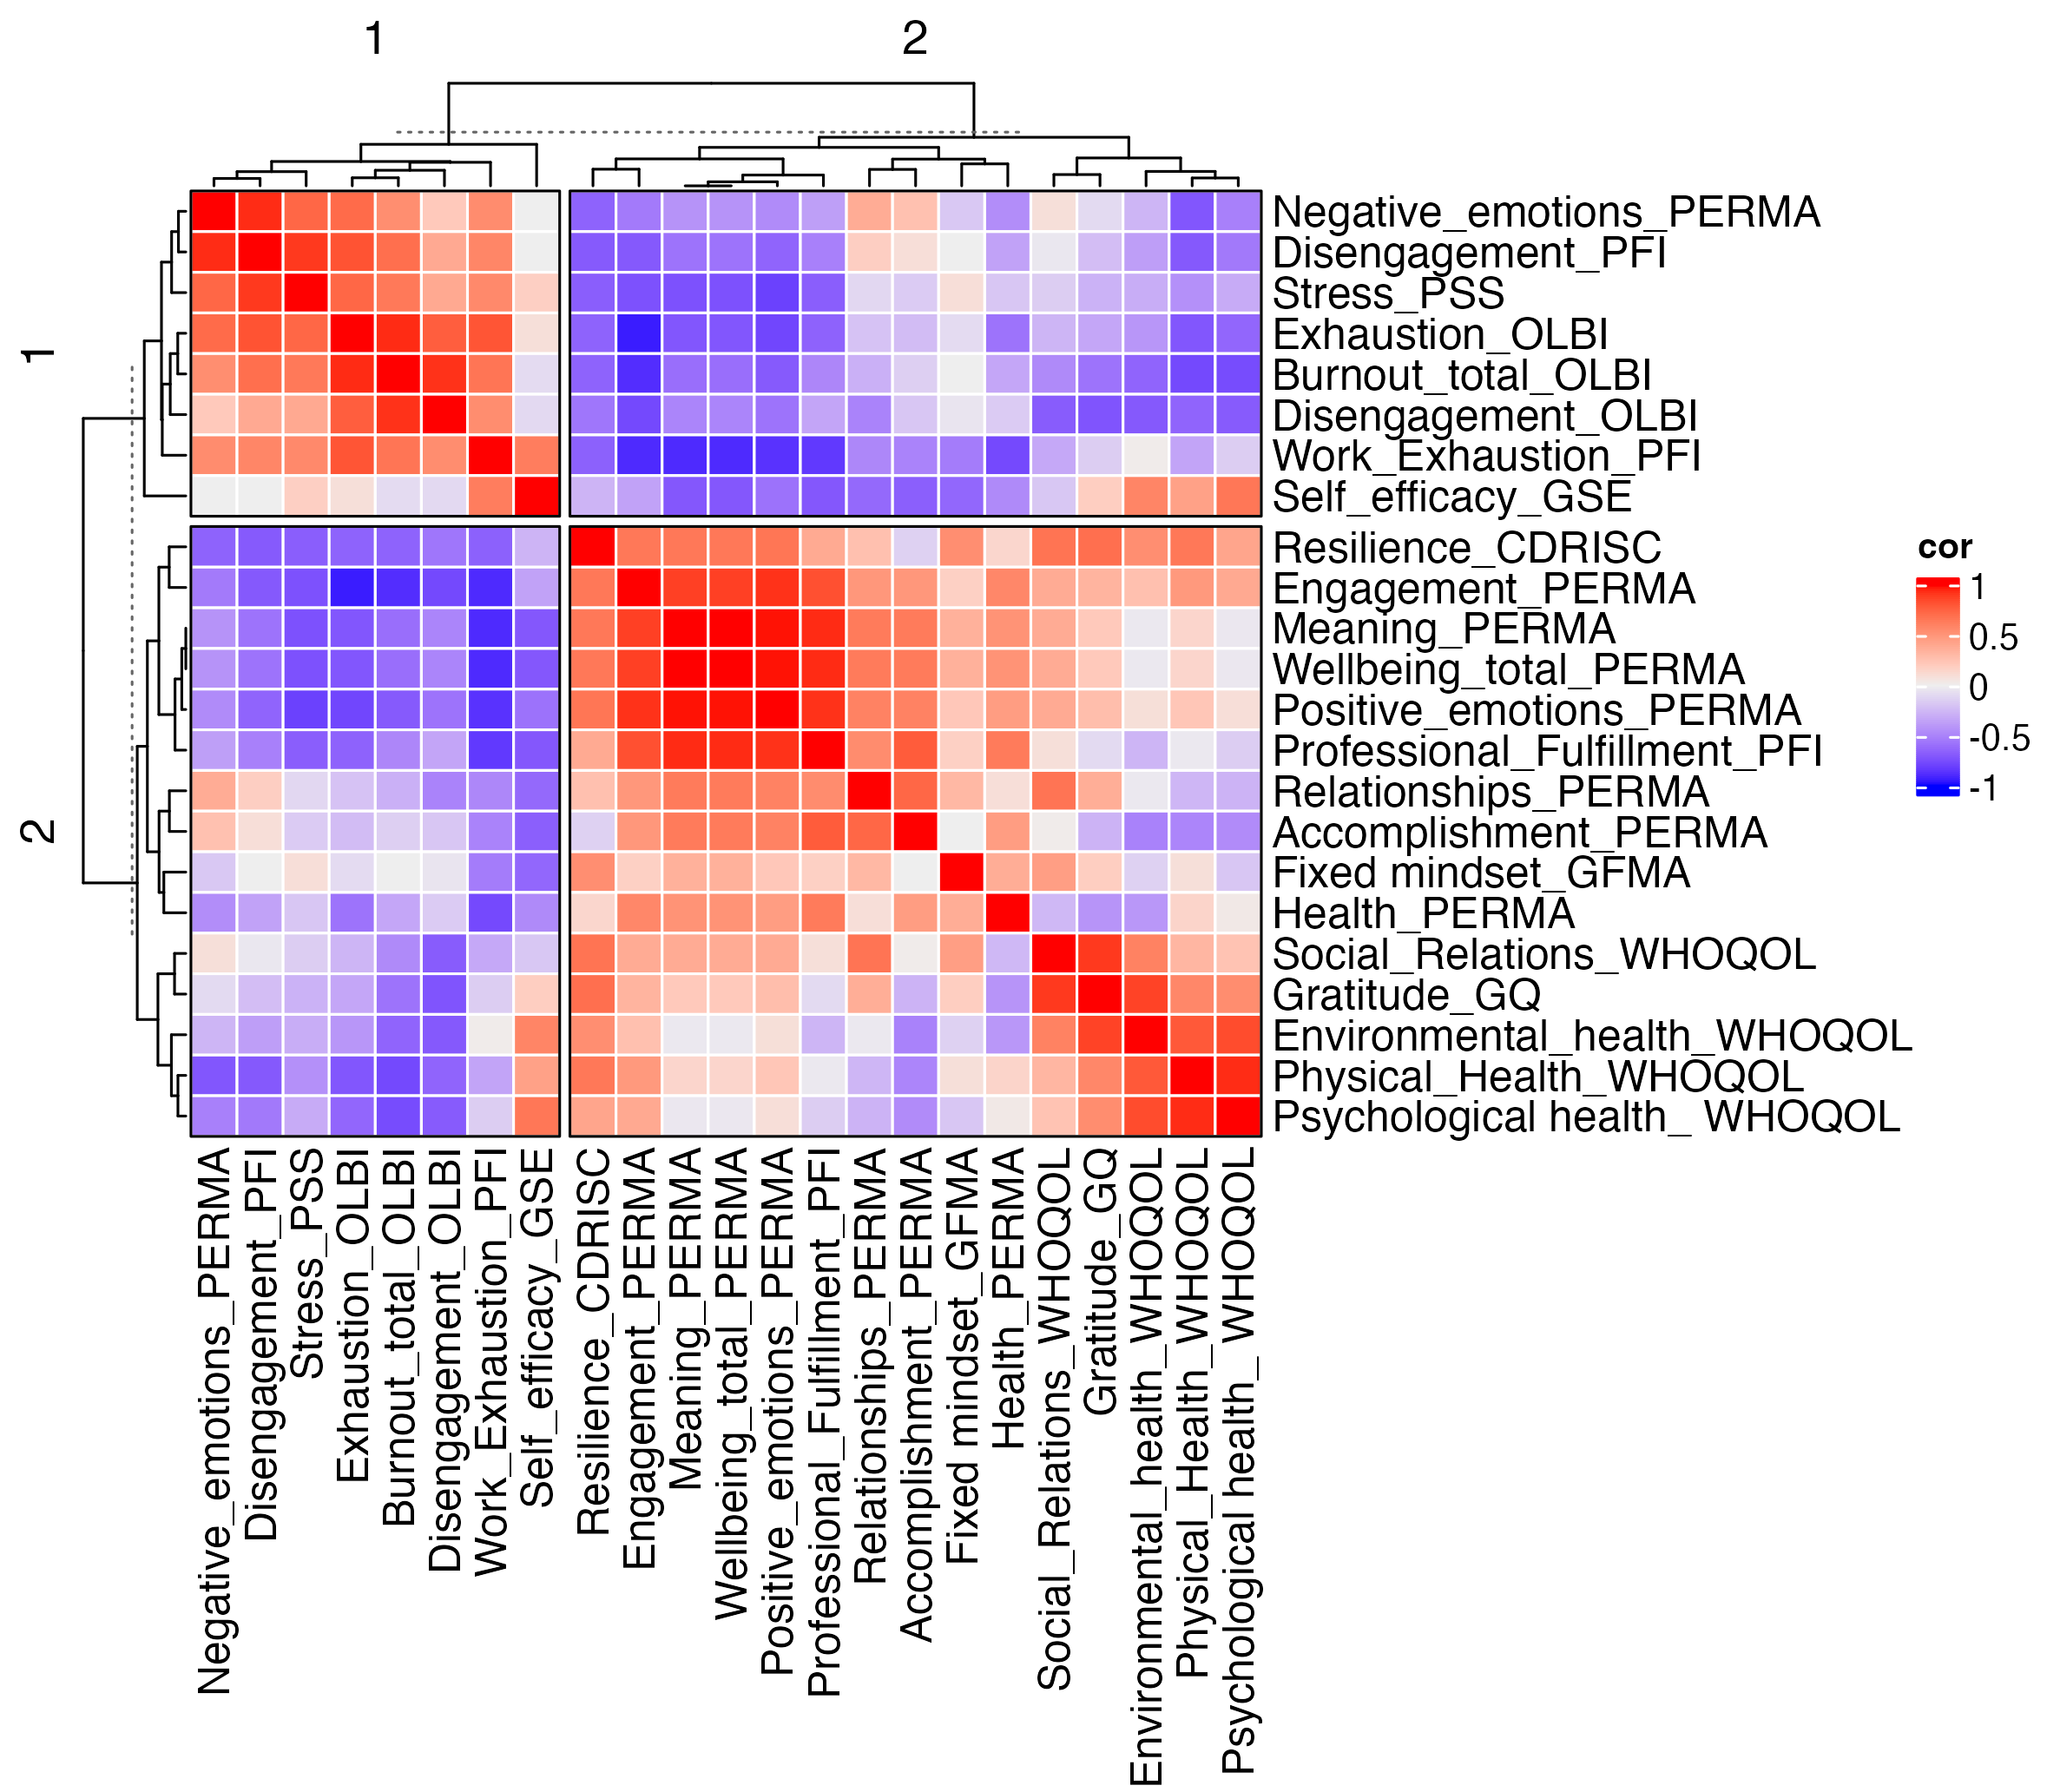 1
2
1
2
Negative_emotions_PERMA
Disengagement_PFI
Stress_PSS
Exhaustion_OLBI
Burnout_total_OLBI
Disengagement_OLBI
Work_Exhaustion_PFI
Self_efficacy_GSE
Resilience_CDRISC
Engagement_PERMA
Meaning_PERMA
Wellbeing_total_PERMA
Positive_emotions_PERMA
Professional_Fulfillment_PFI
Relationships_PERMA
Accomplishment_PERMA
Fixed mindset_GFMA
Health_PERMA
Social_Relations_WHOQOL
Gratitude_GQ
Environmental_health_WHOQOL
Physical_Health_WHOQOL
Psychological health_ WHOQOL
cor
1
0.5
0
-0.5
-1
Negative_emotions_PERMA
Disengagement_PFI
Stress_PSS
Exhaustion_OLBI
Burnout_total_OLBI
Disengagement_OLBI
Work_Exhaustion_PFI
Self_efficacy_GSE
Resilience_CDRISC
Engagement_PERMA
Meaning_PERMA
Wellbeing_total_PERMA
Positive_emotions_PERMA
Professional_Fulfillment_PFI
Relationships_PERMA
Accomplishment_PERMA
Fixed mindset_GFMA
Health_PERMA
Social_Relations_WHOQOL
Gratitude_GQ
Environmental_health_WHOQOL
Physical_Health_WHOQOL
Psychological health_ WHOQOL